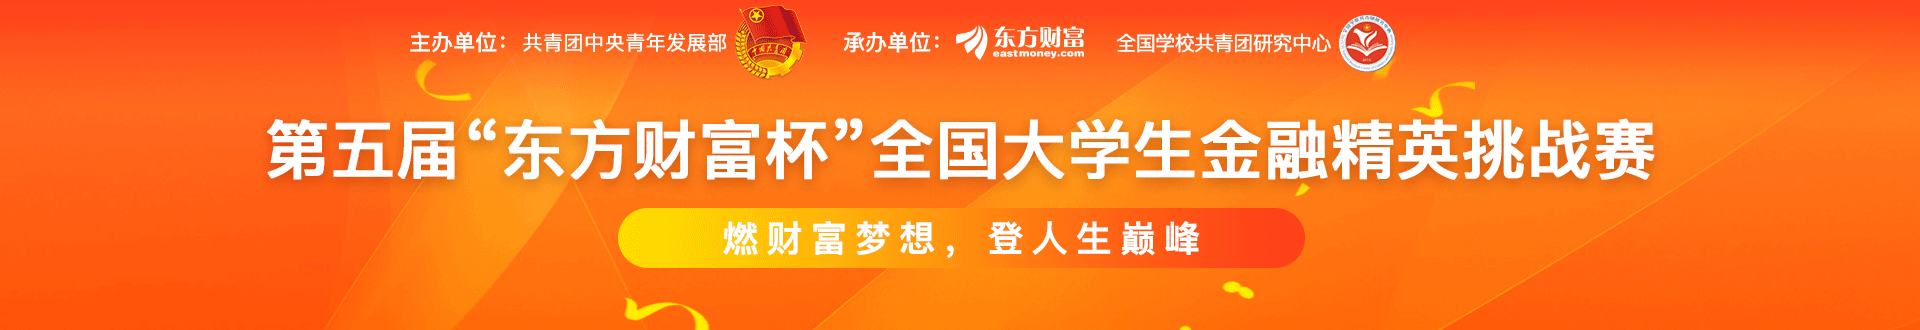 主办单位：共青团中央青年发展部 承办单位：东方财富 eastmoney.com 全国学校共青团研究中心
第五届“东方财富杯”全国大学生金融精英挑战赛
燃财富梦想，登人生巅峰